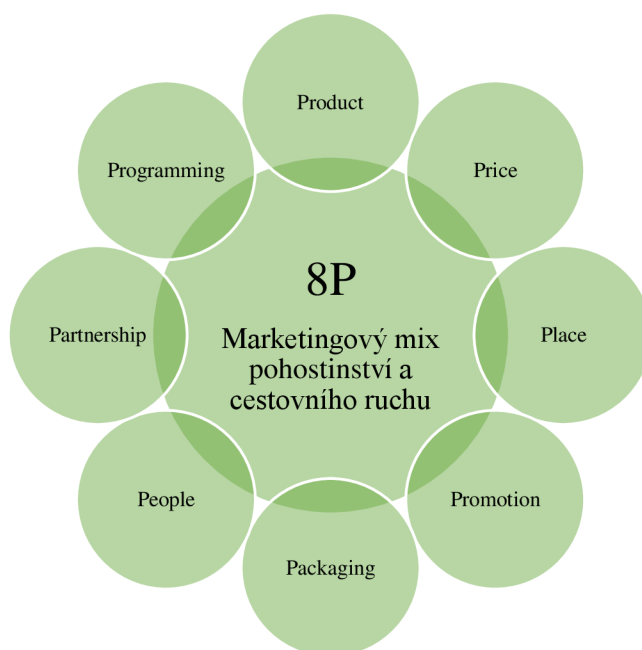 Product
Programming
Price
8P
Partnership
Marketingový mix
pohostinství a
cestovního ruchu
Place
People
Promotion
Packaging